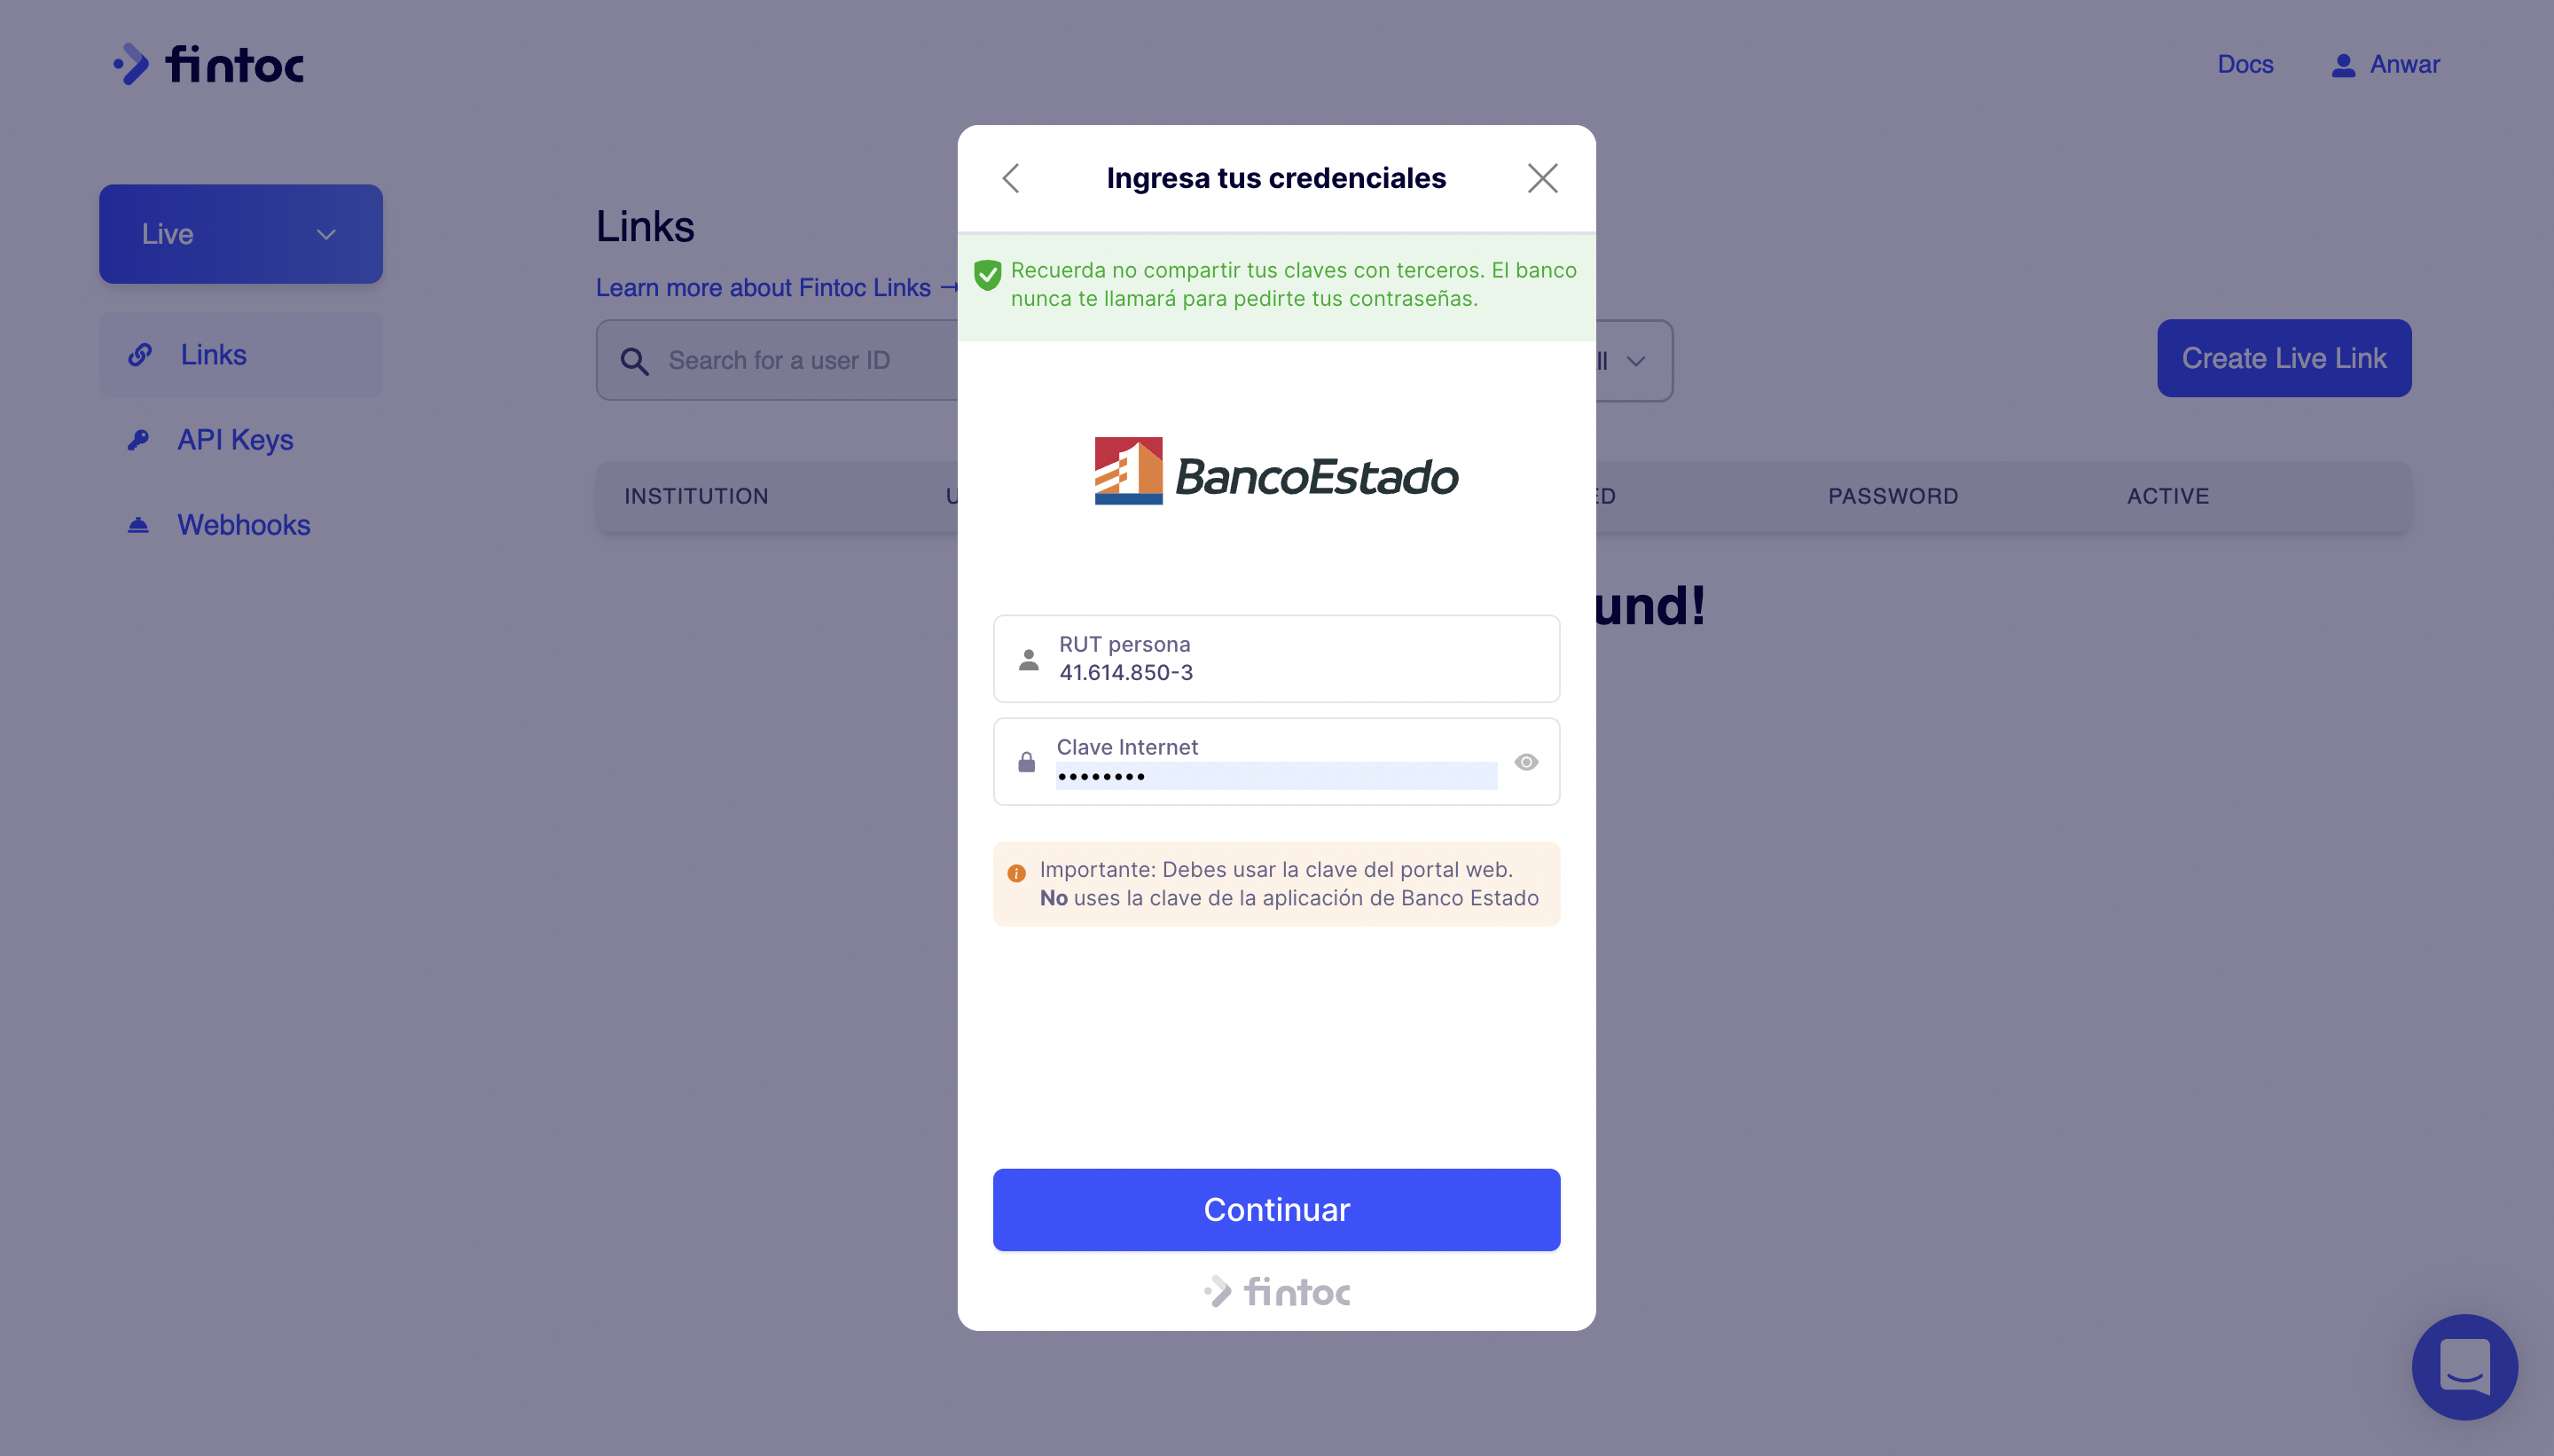 fintoc
Docs
Anwar
Live
Links
API Keys
Webhooks
Links
Learn more about Fintoc Links →
Search for a user ID
Create Live Link
INSTITUTION
PASSWORD
ACTIVE
Ingresa tus credenciales
Recuerda no compartir tus claves con terceros. El banco
nunca te llamará para pedirte tus contraseñas.
BancoEstado
RUT persona
41.614.850-3
Clave Internet
••••••••
Importante: Debes usar la clave del portal web.
No uses la clave de la aplicación de Banco Estado
Continuar
fintoc